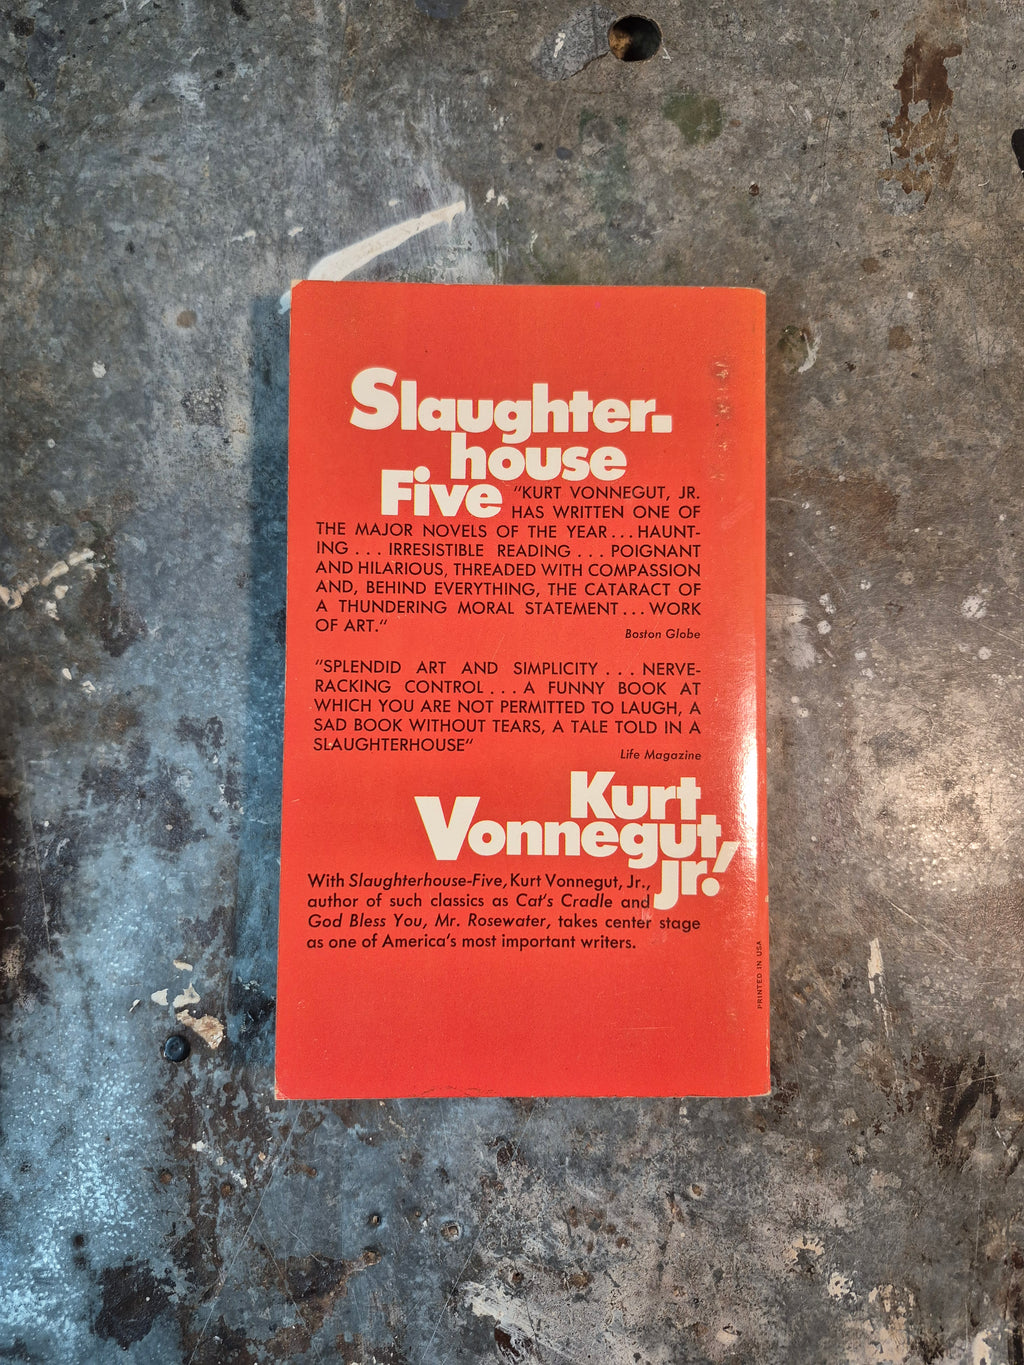 Slaughter-
house
Five "KURT VONNEGUT, JR.
HAS WRITTEN ONE OF
THE MAJOR NOVELS OF THE YEAR... HAUNT-
ING ... IRRESISTIBLE READING ... POIGNANT
AND HILARIOUS, THREADED WITH COMPASSION
AND, BEHIND EVERYTHING, THE CATARACT OF
A THUNDERING MORAL STATEMENT ... WORK
OF ART."
Boston Globe
"SPLENDID ART AND SIMPLICITY ... NERVE-
RACKING CONTROL ... A FUNNY BOOK AT
WHICH YOU ARE NOT PERMITTED TO LAUGH, A
SAD BOOK WITHOUT TEARS, A TALE TOLD IN A
SLAUGHTERHOUSE"
Life Magazine
Kurt
Vonnegut,
Jr.!
With Slaughterhouse-Five, Kurt Vonnegut, Jr.,
author of such classics as Cat's Cradle and
God Bless You, Mr. Rosewater, takes center stage
as one of America's most important writers.
PRINTED IN USA